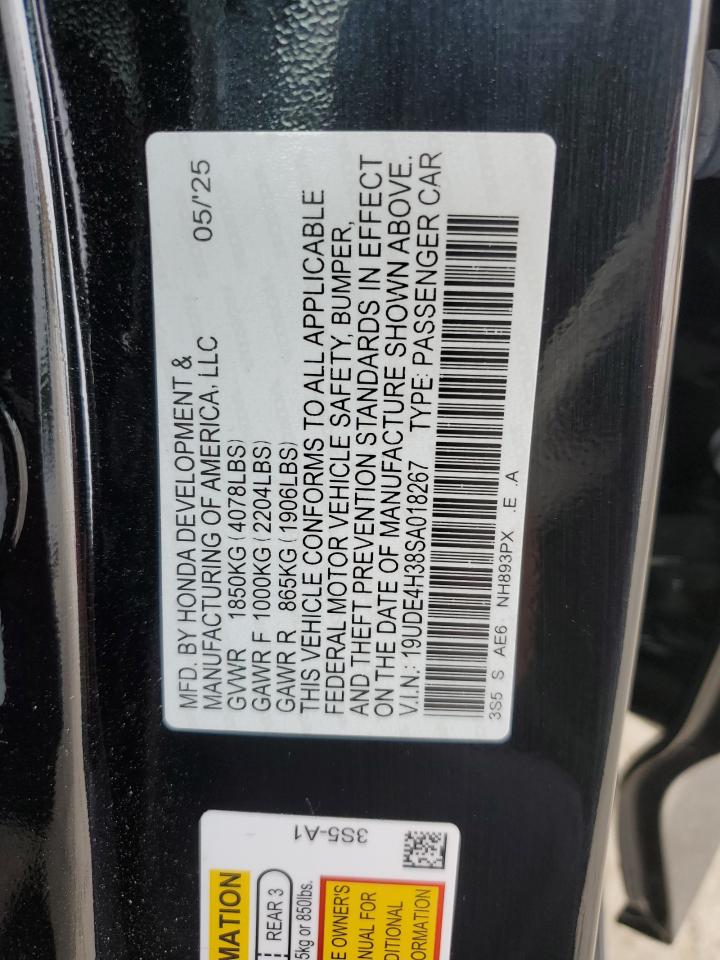 MFD. BY HONDA DEVELOPMENT &
MANUFACTURING OF AMERICA, LLC 05/'25
GVWR 1850KG(4078LBS)
GAWR F 1000KG(2204LBS)
GAWR R 865KG(1906LBS)
THIS VEHICLE CONFORMS TO ALL APPLICABLE
FEDERAL MOTOR VEHICLE SAFETY, BUMPER,
AND THEFT PREVENTION STANDARDS IN EFFECT
ON THE DATE OF MANUFACTURE SHOWN ABOVE.
V.I.N.: 19UDE4H38SA018267 TYPE: PASSENGER CAR
3S5 S AE6 NH893PX .E .A
3S5-A1
MATION
REAR 3
5kg or 850lbs.
E OWNER'S
NUAL FOR
DITIONAL
ORMATION